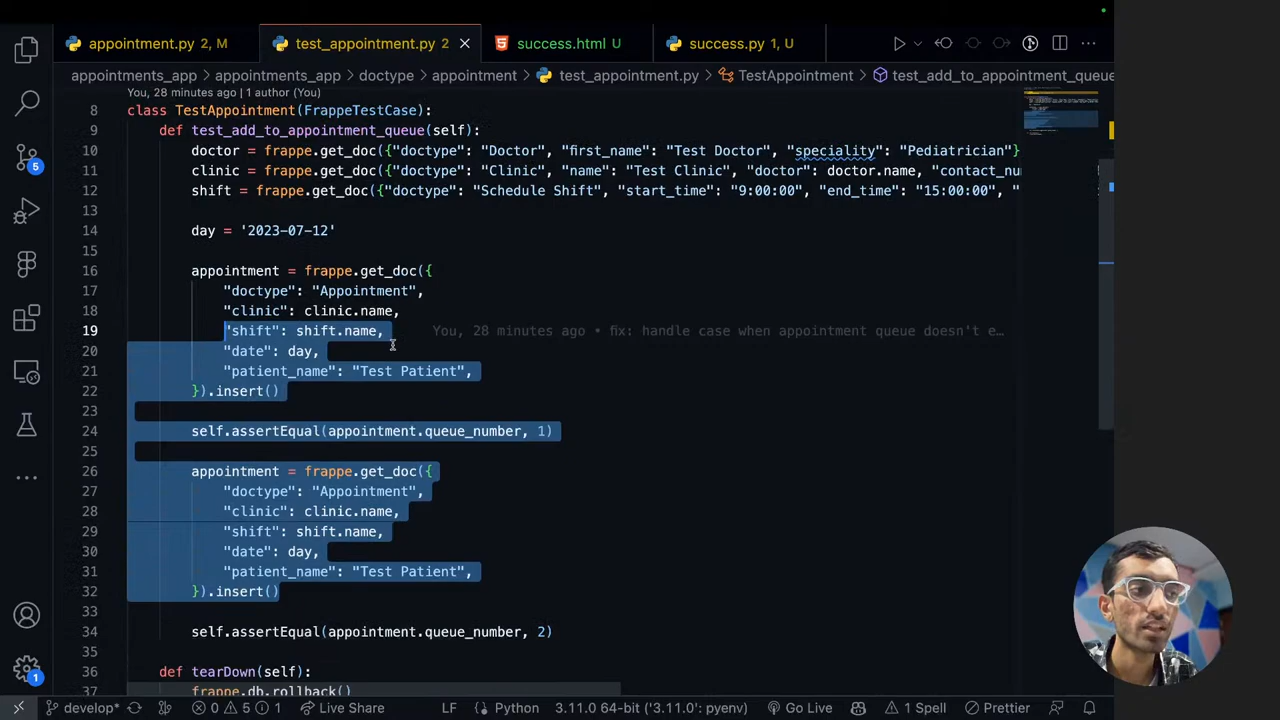 appointment.py 2, M
test_appointment.py 2
success.html U
success.py 1, U
appointments_app > appointments_app > doctype > appointment > test_appointment.py > TestAppointment > test_add_to_appointment_queue
You, 28 minutes ago | 1 author (You)
8 class TestAppointment(FrappeTestCase):
9 def test_add_to_appointment_queue(self):
10 doctor = frappe.get_doc({"doctype": "Doctor", "first_name": "Test Doctor", "speciality": "Pediatrician"}
11 clinic = frappe.get_doc({"doctype": "Clinic", "name": "Test Clinic", "doctor": doctor.name, "contact_nu
12 shift = frappe.get_doc({"doctype": "Schedule Shift", "start_time": "9:00:00", "end_time": "15:00:00", "
13
14 day = '2023-07-12'
15
16 appointment = frappe.get_doc({
17 "doctype": "Appointment",
18 "clinic": clinic.name,
19 "shift": shift.name, You, 28 minutes ago • fix: handle case when appointment queue doesn't e…
20 "date": day,
21 "patient_name": "Test Patient",
22 }).insert()
23
24 self.assertEqual(appointment.queue_number, 1)
25
26 appointment = frappe.get_doc({
27 "doctype": "Appointment",
28 "clinic": clinic.name,
29 "shift": shift.name,
30 "date": day,
31 "patient_name": "Test Patient",
32 }).insert()
33
34 self.assertEqual(appointment.queue_number, 2)
35
36 def tearDown(self):
37 frappe.db.rollback()
5
1
develop* 0 5 1 Live Share LF Python 3.11.0 64-bit ('3.11.0': pyenv) Go Live 1 Spell Prettier